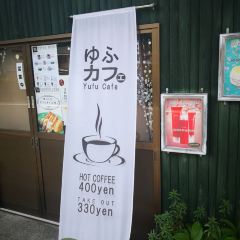 ゆふ
カフェ
Yufu Cafe
HOT COFFEE
400yen
TAKE OUT
330yen